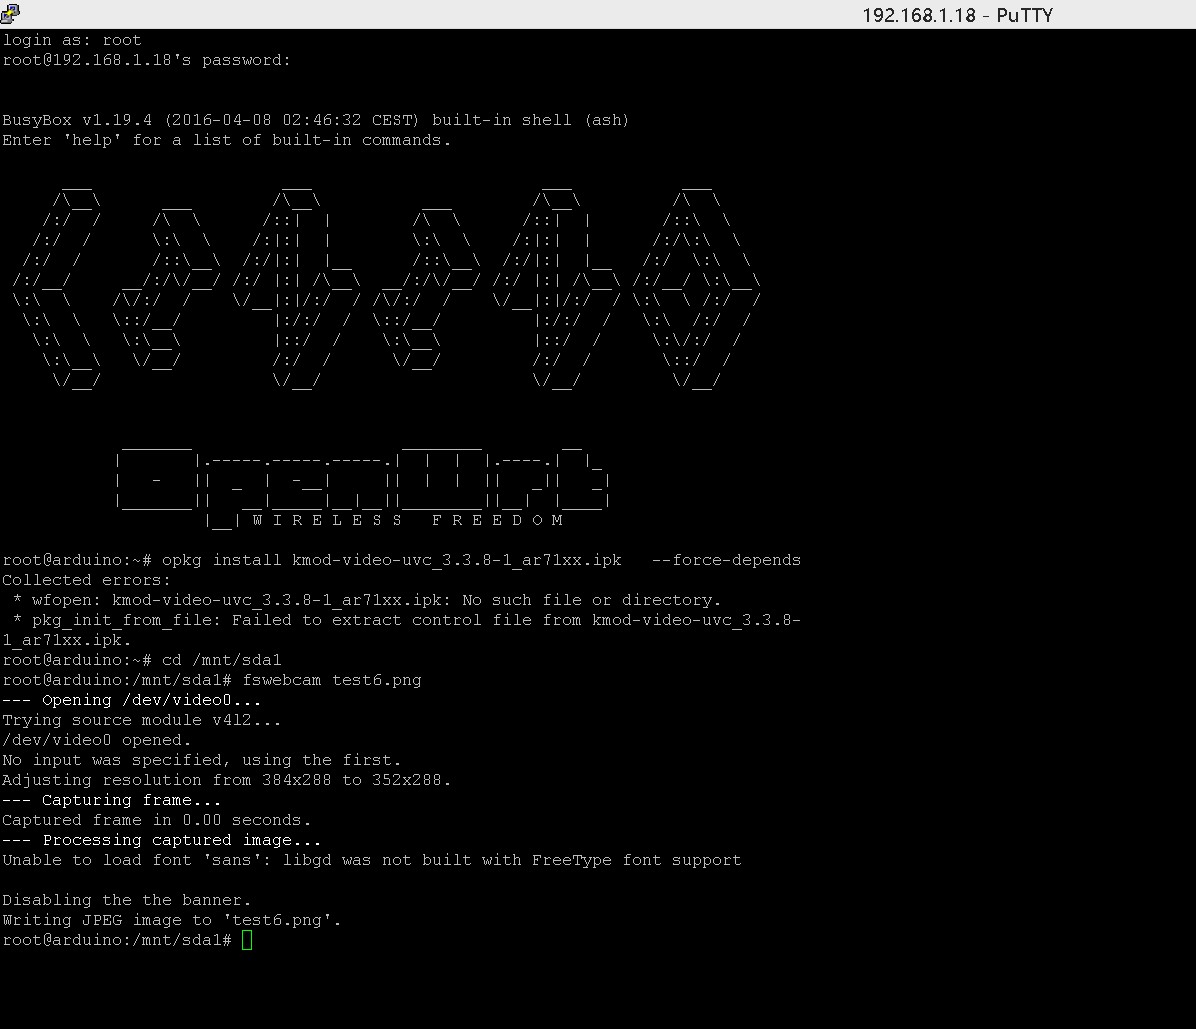 192.168.1.18 - PuTTY
login as: root
root@192.168.1.18's password:
BusyBox v1.19.4 (2016-04-08 02:46:32 CEST) built-in shell (ash)
Enter 'help' for a list of built-in commands.
OpenWrt
W I R E L E S S   F R E E D O M
root@arduino:~# opkg install kmod-video-uvc_3.3.8-1_ar71xx.ipk   --force-depends
Collected errors:
 * wfopen: kmod-video-uvc_3.3.8-1_ar71xx.ipk: No such file or directory.
 * pkg_init_from_file: Failed to extract control file from kmod-video-uvc_3.3.8-
1_ar71xx.ipk.
root@arduino:~# cd /mnt/sda1
root@arduino:/mnt/sda1# fswebcam test6.png
--- Opening /dev/video0...
Trying source module v4l2...
/dev/video0 opened.
No input was specified, using the first.
Adjusting resolution from 384x288 to 352x288.
--- Capturing frame...
Captured frame in 0.00 seconds.
--- Processing captured image...
Unable to load font 'sans': libgd was not built with FreeType font support
Disabling the the banner.
Writing JPEG image to 'test6.png'.
root@arduino:/mnt/sda1#